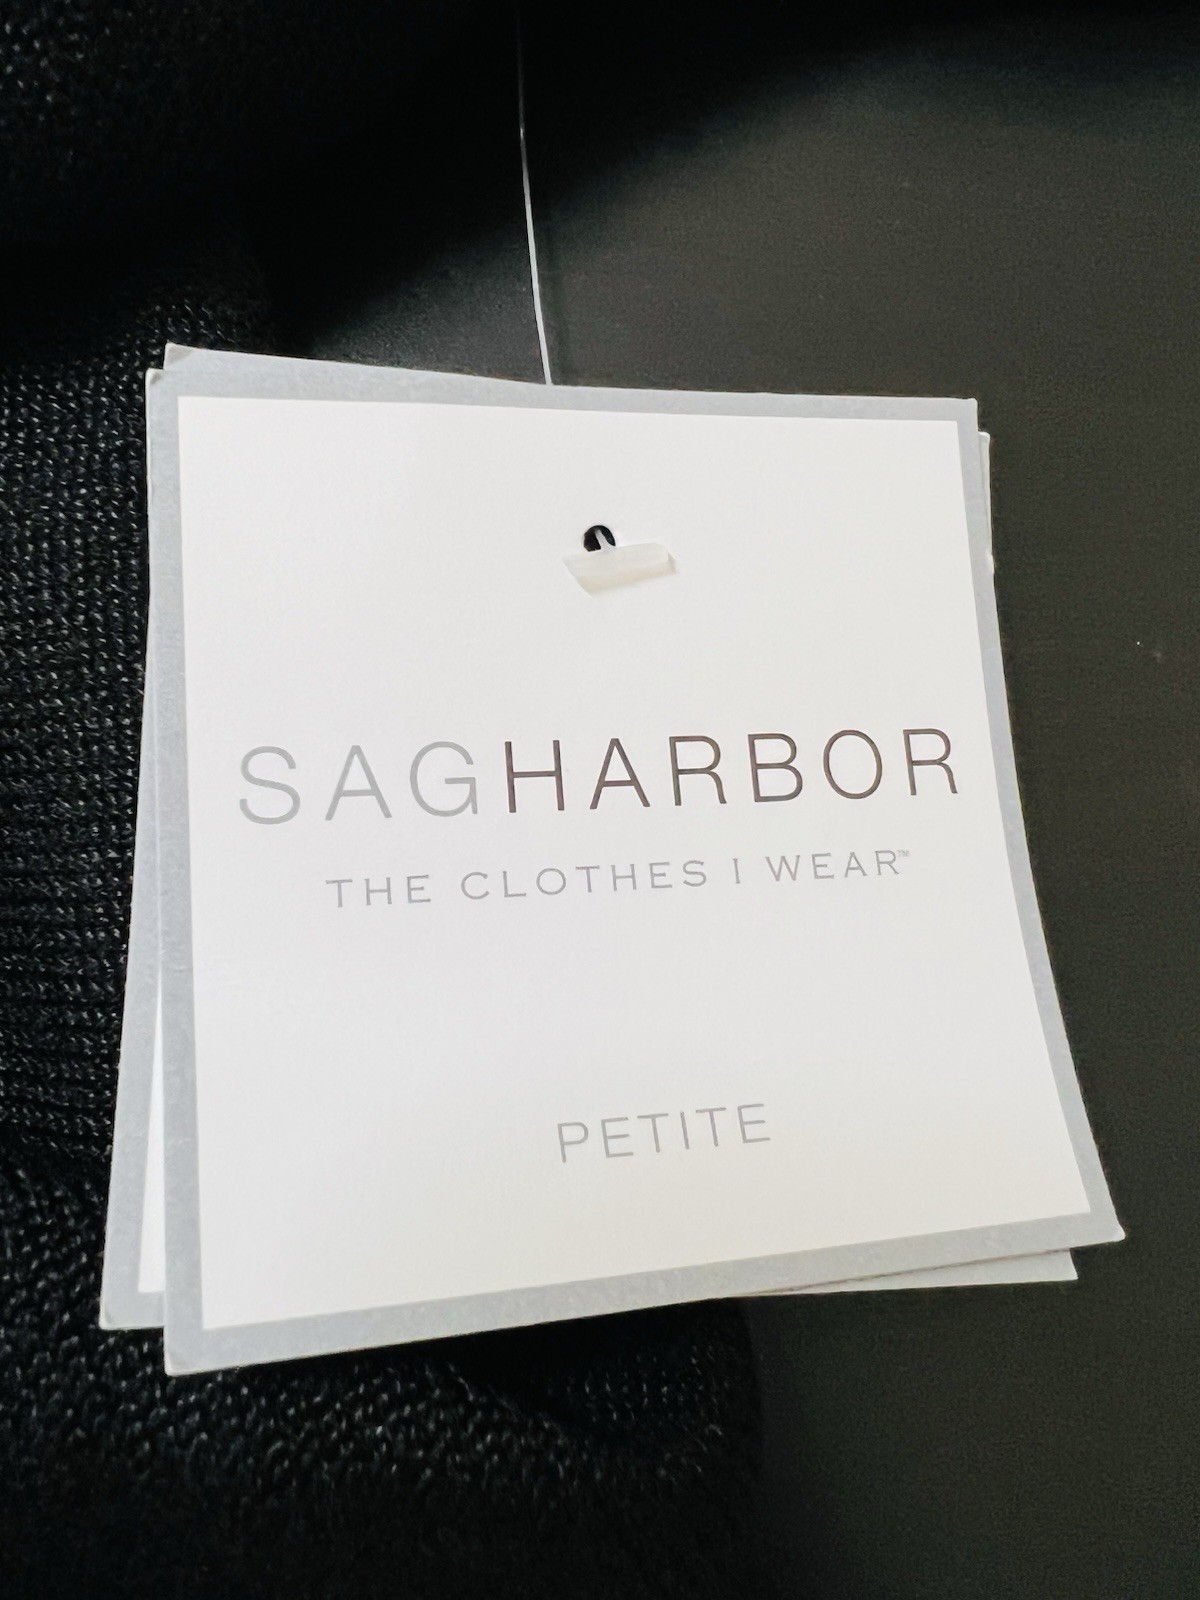 SAGHARBOR
THE CLOTHES I WEAR™
PETITE